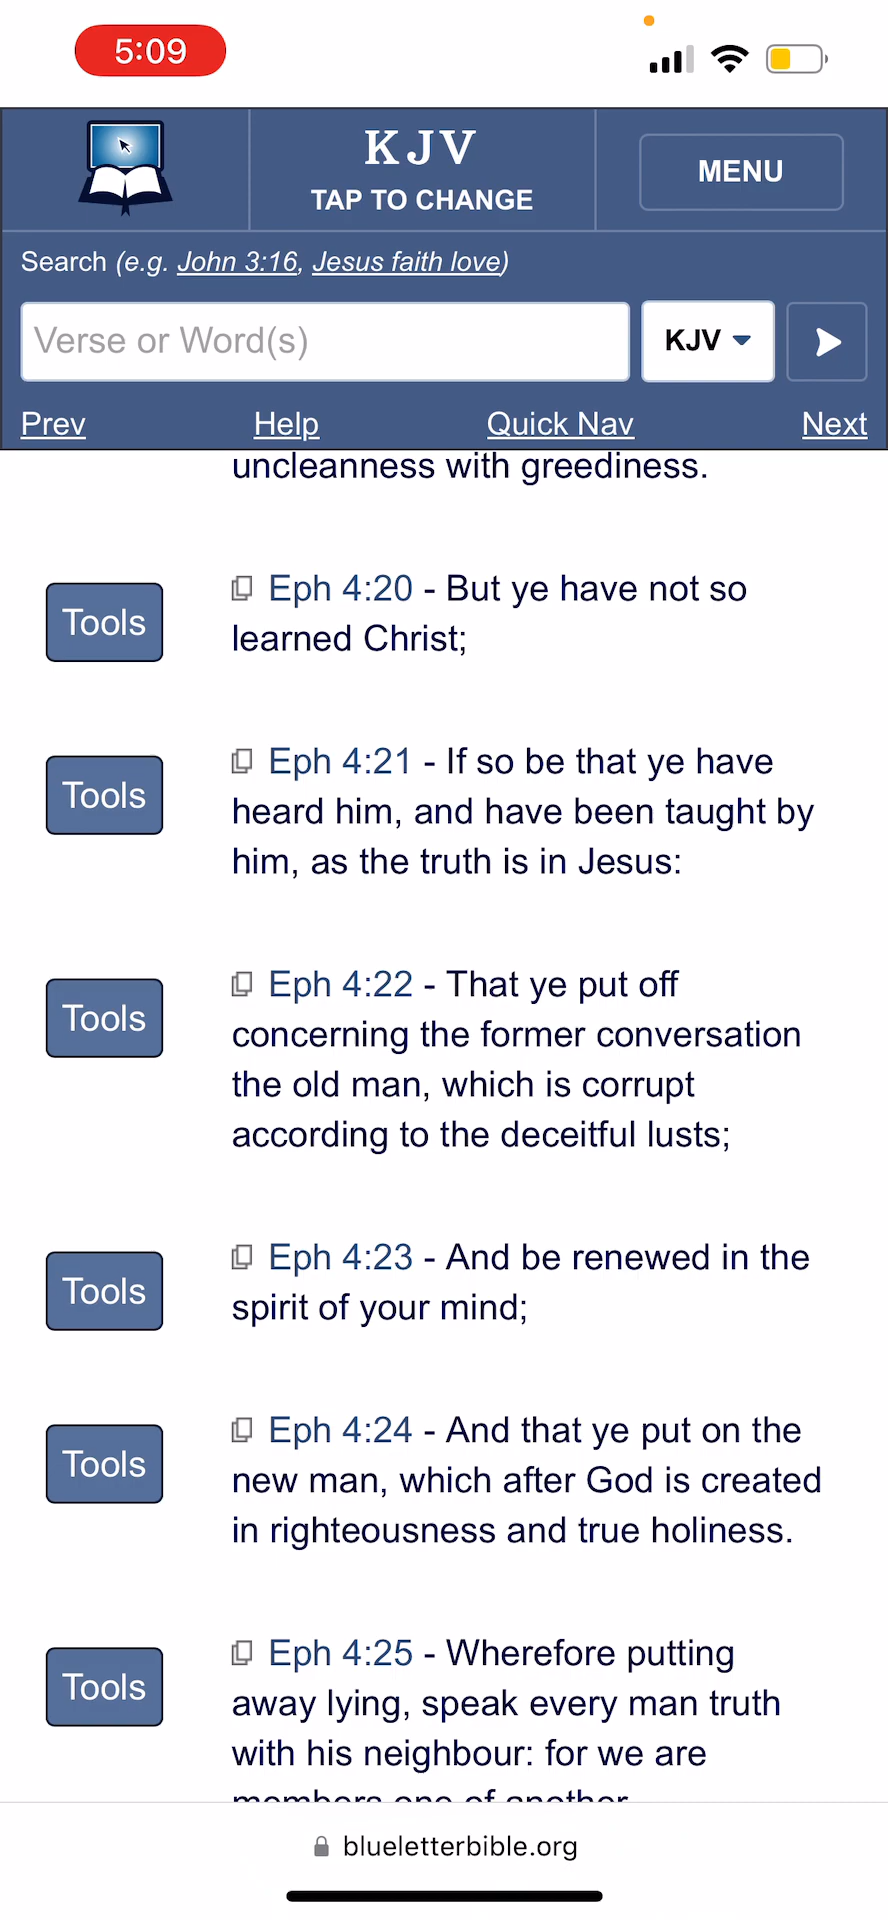 5:09
KJV
TAP TO CHANGE
MENU
Search (e.g. John 3:16, Jesus faith love)
Verse or Word(s)
KJV
Prev Help Quick Nav Next
uncleanness with greediness.
Tools
Eph 4:20 - But ye have not so
learned Christ;
Tools
Eph 4:21 - If so be that ye have
heard him, and have been taught by
him, as the truth is in Jesus:
Tools
Eph 4:22 - That ye put off
concerning the former conversation
the old man, which is corrupt
according to the deceitful lusts;
Tools
Eph 4:23 - And be renewed in the
spirit of your mind;
Tools
Eph 4:24 - And that ye put on the
new man, which after God is created
in righteousness and true holiness.
Tools
Eph 4:25 - Wherefore putting
away lying, speak every man truth
with his neighbour: for we are
members one of another
blueletterbible.org